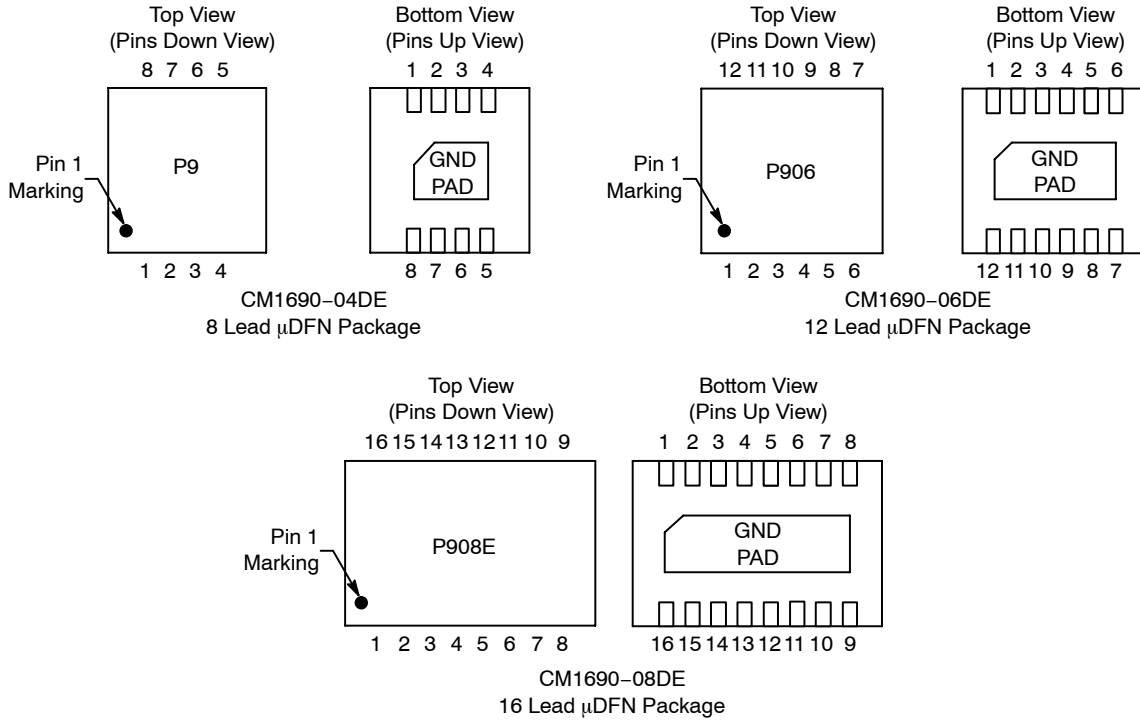 Top View
(Pins Down View)
8 7 6 5
Pin 1
Marking
P9
1 2 3 4
Bottom View
(Pins Up View)
1 2 3 4
GND
PAD
8 7 6 5
CM1690−04DE
8 Lead μDFN Package
Top View
(Pins Down View)
12 11 10 9 8 7
Pin 1
Marking
P906
1 2 3 4 5 6
Bottom View
(Pins Up View)
1 2 3 4 5 6
GND
PAD
12 11 10 9 8 7
CM1690−06DE
12 Lead μDFN Package
Top View
(Pins Down View)
16 15 14 13 12 11 10 9
Pin 1
Marking
P908E
1 2 3 4 5 6 7 8
Bottom View
(Pins Up View)
1 2 3 4 5 6 7 8
GND
PAD
16 15 14 13 12 11 10 9
CM1690−08DE
16 Lead μDFN Package